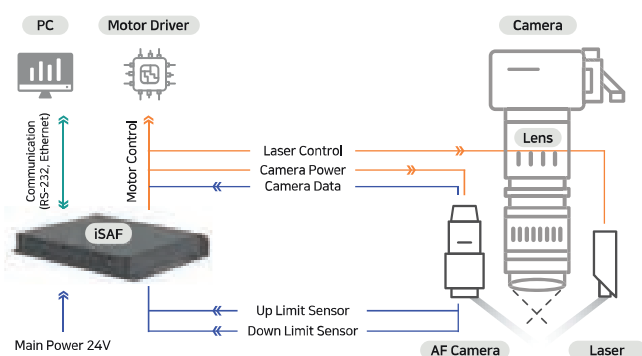 PC
Motor Driver
Camera
Communication
(RS-232, Ethernet)
Motor Control
Laser Control
Camera Power
Camera Data
Lens
iSAF
Up Limit Sensor
Down Limit Sensor
Main Power 24V
AF Camera
Laser